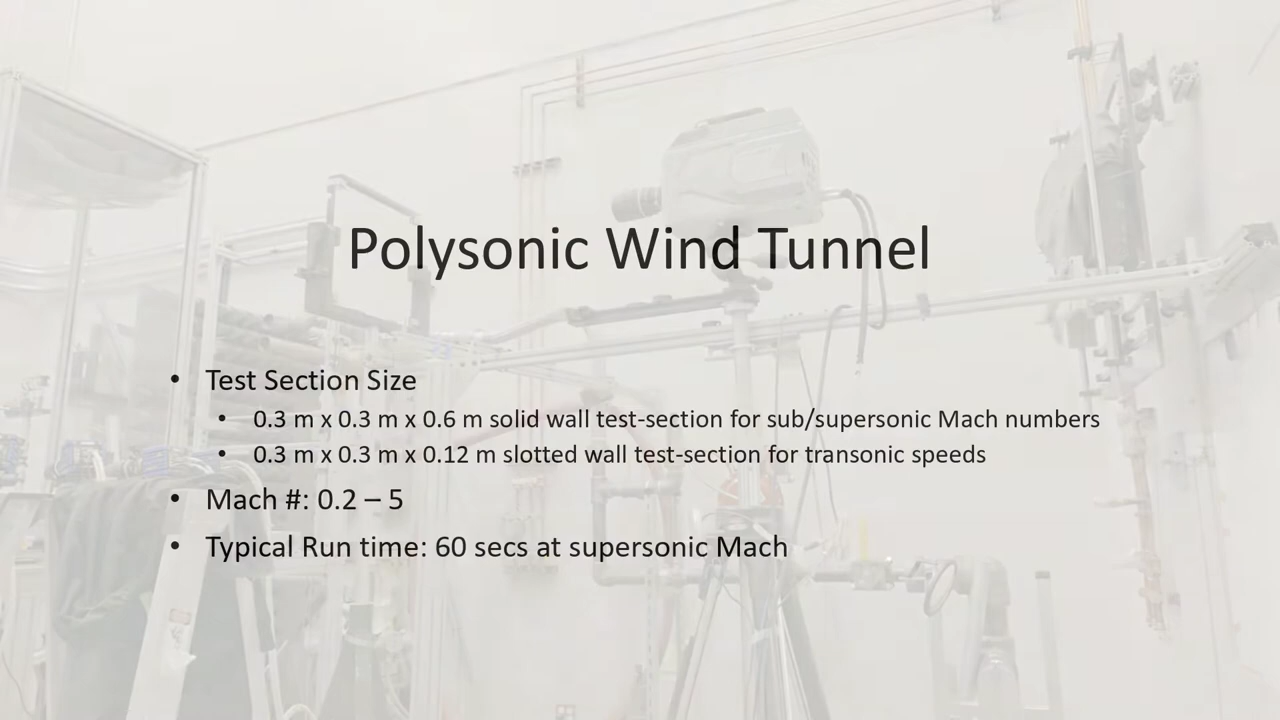 Polysonic Wind Tunnel
• Test Section Size
• 0.3 m x 0.3 m x 0.6 m solid wall test-section for sub/supersonic Mach numbers
• 0.3 m x 0.3 m x 0.12 m slotted wall test-section for transonic speeds
• Mach #: 0.2 – 5
• Typical Run time: 60 secs at supersonic Mach